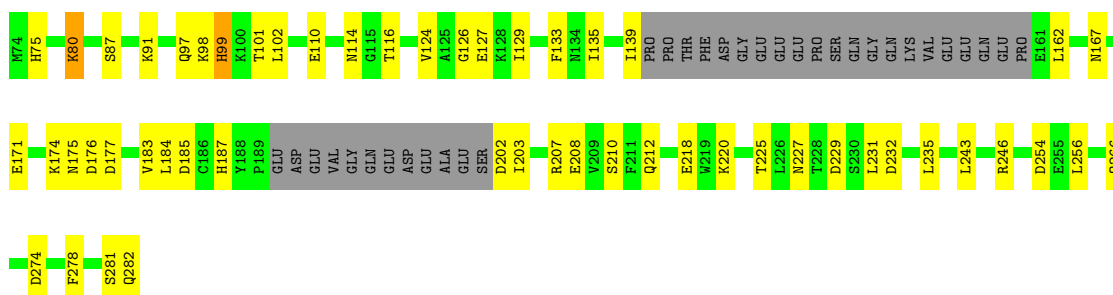 M74 H75 K80 S87 K91 Q97 K98 H99 K100 T101 L102 E110 N114 G115 T116 V124 A125 G126 E127 K128 I129 F133 N134 I135 I139 PRO PRO THR PHE ASP GLY GLU GLU GLU PRO SER GLN GLY GLN LYS VAL GLU GLU GLN GLU PRO E161 L162 N167
E171 K174 N175 D176 D177 V183 L184 D185 C186 H187 Y188 P189 GLU ASP GLU VAL GLY GLN GLU ASP GLU ALA GLU SER D202 I203 R207 E208 V209 S210 F211 Q212 E218 W219 K220 T225 L226 N227 T228 D229 S230 L231 D232 L235 L243 R246 D254 E255 L256
D274 F278 S281 Q282